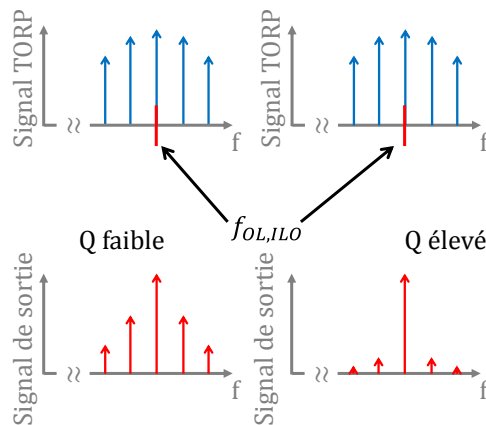 Signal TORP
f
Signal TORP
f
f_{OL,ILO}
Q faible
Q élevé
Signal de sortie
f
Signal de sortie
f